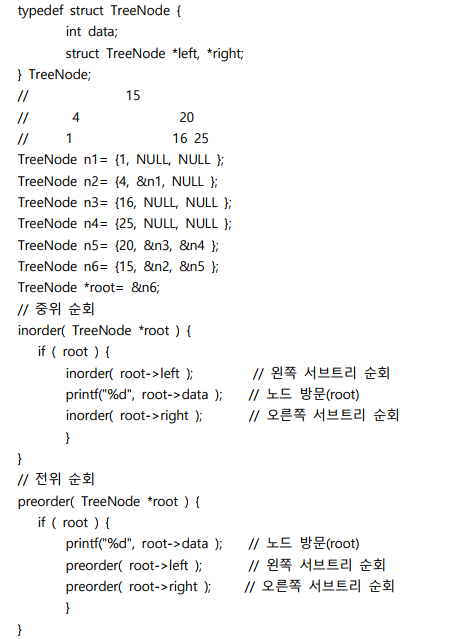 typedef struct TreeNode {
int data;
struct TreeNode *left, *right;
} TreeNode;
// 15
// 4 20
// 1 16 25
TreeNode n1= {1, NULL, NULL };
TreeNode n2= {4, &n1, NULL };
TreeNode n3= {16, NULL, NULL };
TreeNode n4= {25, NULL, NULL };
TreeNode n5= {20, &n3, &n4 };
TreeNode n6= {15, &n2, &n5 };
TreeNode *root= &n6;
// 중위 순회
inorder( TreeNode *root ) {
if ( root ) {
inorder( root->left ); // 왼쪽 서브트리 순회
printf("%d", root->data ); // 노드 방문(root)
inorder( root->right ); // 오른쪽 서브트리 순회
}
}
// 전위 순회
preorder( TreeNode *root ) {
if ( root ) {
printf("%d", root->data ); // 노드 방문(root)
preorder( root->left ); // 왼쪽 서브트리 순회
preorder( root->right ); // 오른쪽 서브트리 순회
}
}